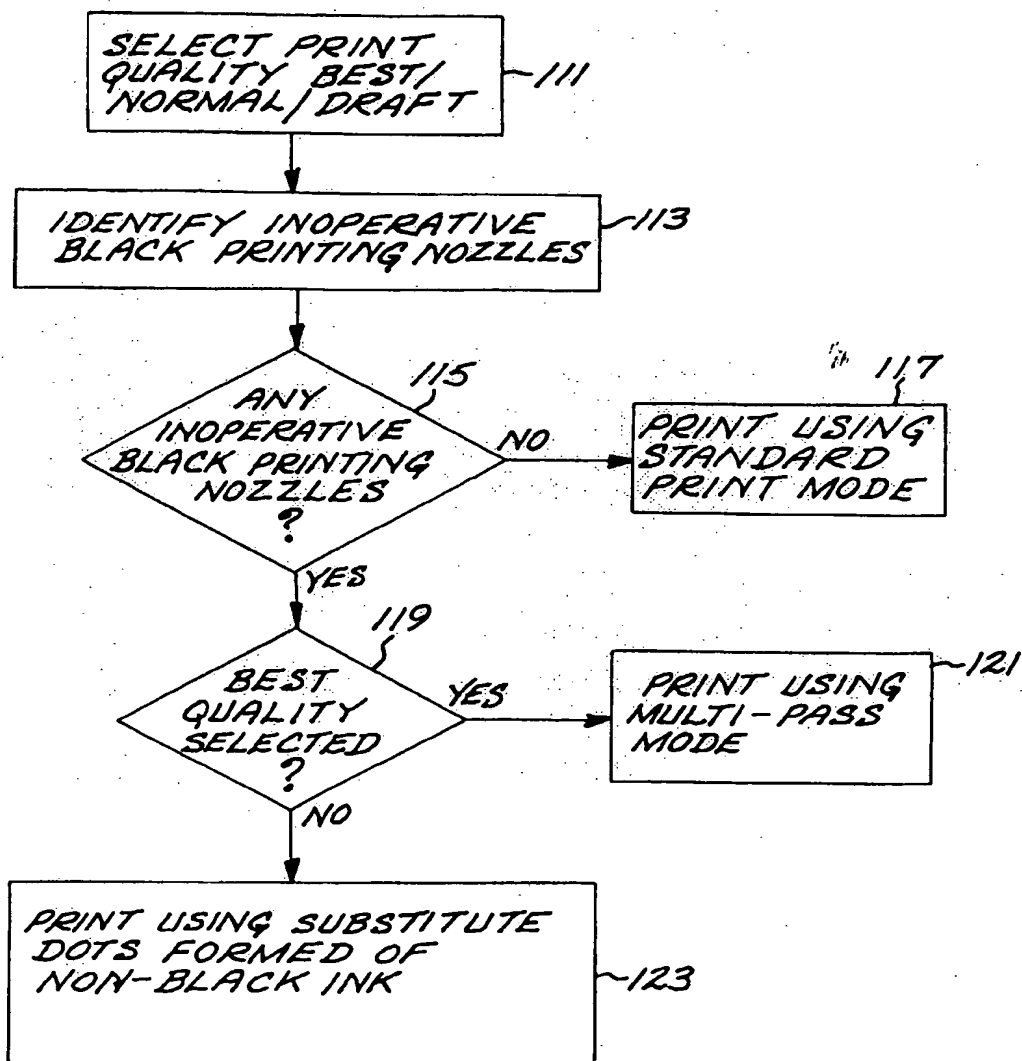 SELECT PRINT
QUALITY BEST/
NORMAL/DRAFT
111
IDENTIFY INOPERATIVE
BLACK PRINTING NOZZLES
113
115
ANY
INOPERATIVE
BLACK PRINTING
NOZZLES
?
NO
117
PRINT USING
STANDARD
PRINT MODE
YES
119
BEST
QUALITY
SELECTED
?
YES
121
PRINT USING
MULTI-PASS
MODE
NO
PRINT USING SUBSTITUTE
DOTS FORMED OF
NON-BLACK INK
123